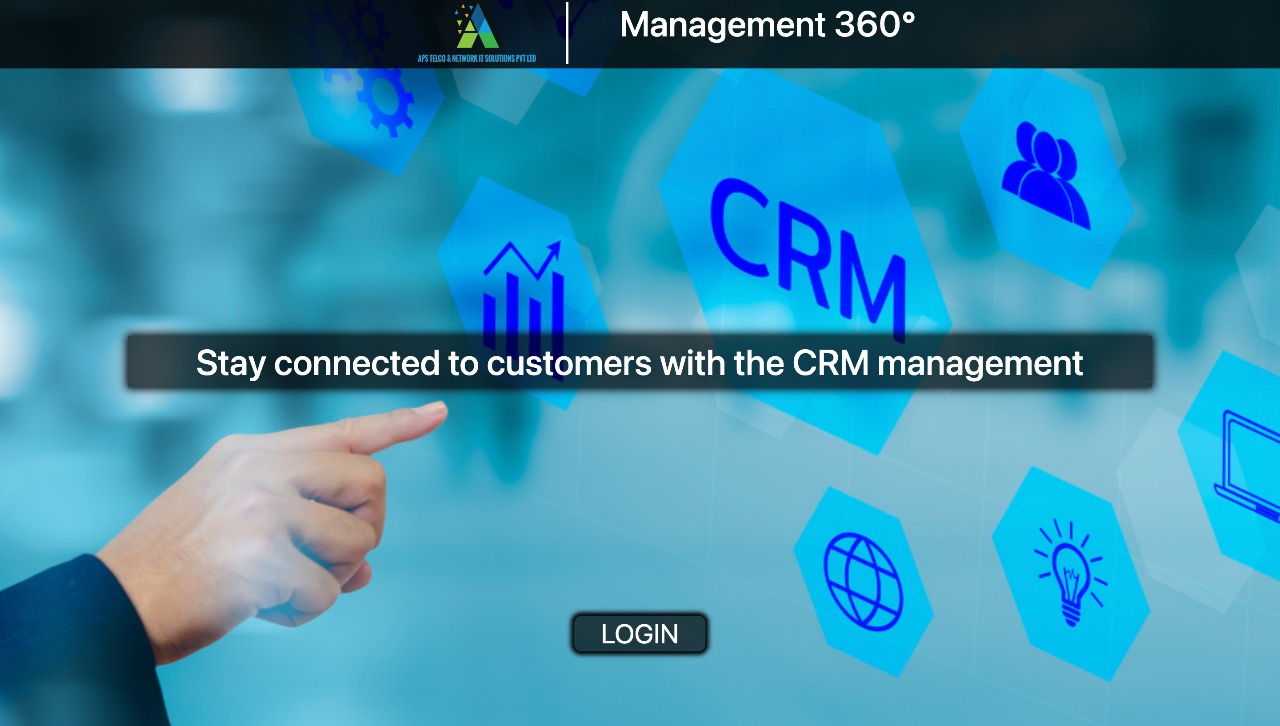 Management 360°
APS TELCO & NETWORK IT SOLUTIONS PVT LTD
CRM
Stay connected to customers with the CRM management
LOGIN